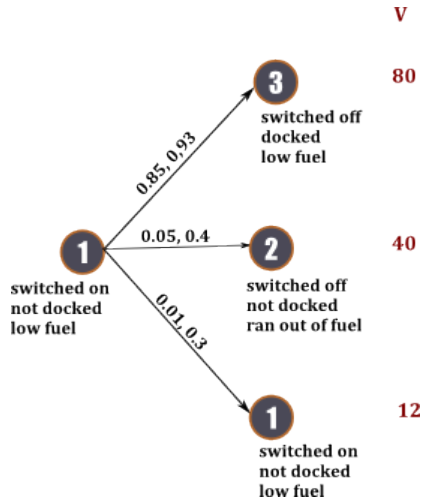 V
3
80
switched off
docked
low fuel
0.85, 0,93
1
switched on
not docked
low fuel
0.05, 0.4
2
40
switched off
not docked
ran out of fuel
0.01, 0.3
1
12
switched on
not docked
low fuel